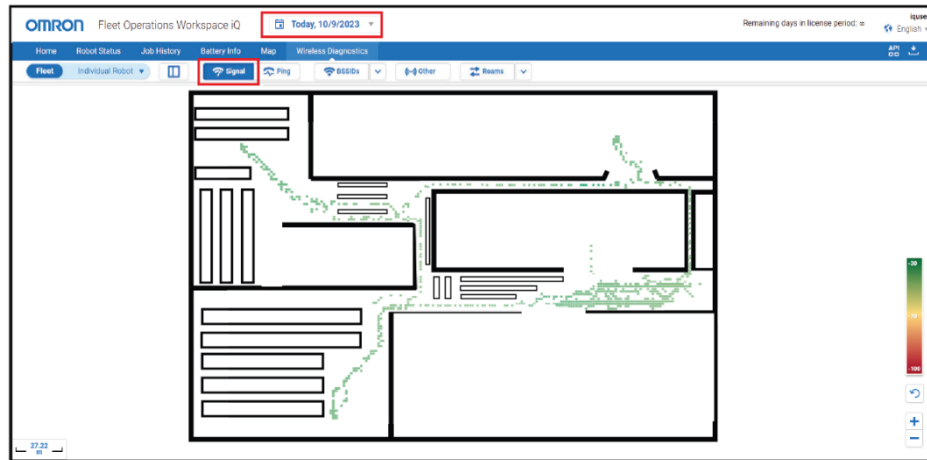 OMRON Fleet Operations Workspace iQ Today, 10/9/2023 Remaining days in license period: ∞ iquse
English
Home Robot Status Job History Battery Info Map Wireless Diagnostics API
Fleet Individual Robot Signal Ping BSSIDs Other Roams
-100
27.22
m